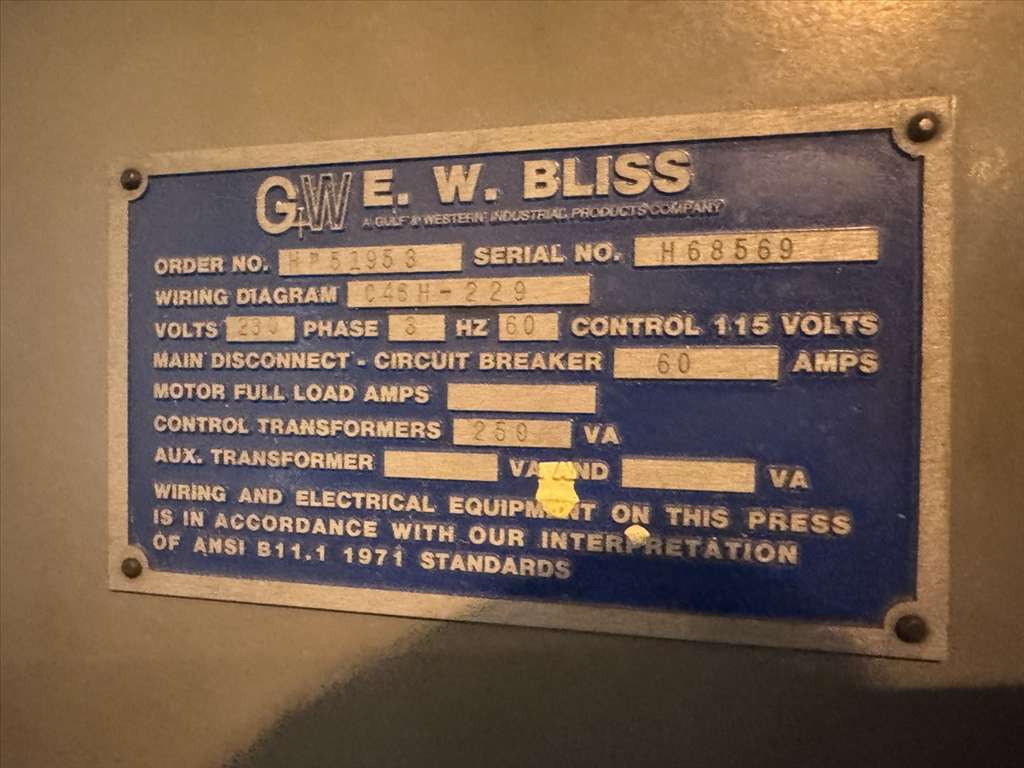 G+W E. W. BLISS
A GULF + WESTERN INDUSTRIAL PRODUCTS COMPANY
ORDER NO. HP51953 SERIAL NO. H68569
WIRING DIAGRAM C46H-229
VOLTS 230 PHASE 3 HZ 60 CONTROL 115 VOLTS
MAIN DISCONNECT - CIRCUIT BREAKER 60 AMPS
MOTOR FULL LOAD AMPS
CONTROL TRANSFORMERS 250 VA
AUX. TRANSFORMER VA AND VA
WIRING AND ELECTRICAL EQUIPMENT ON THIS PRESS
IS IN ACCORDANCE WITH OUR INTERPRETATION
OF ANSI B11.1 1971 STANDARDS